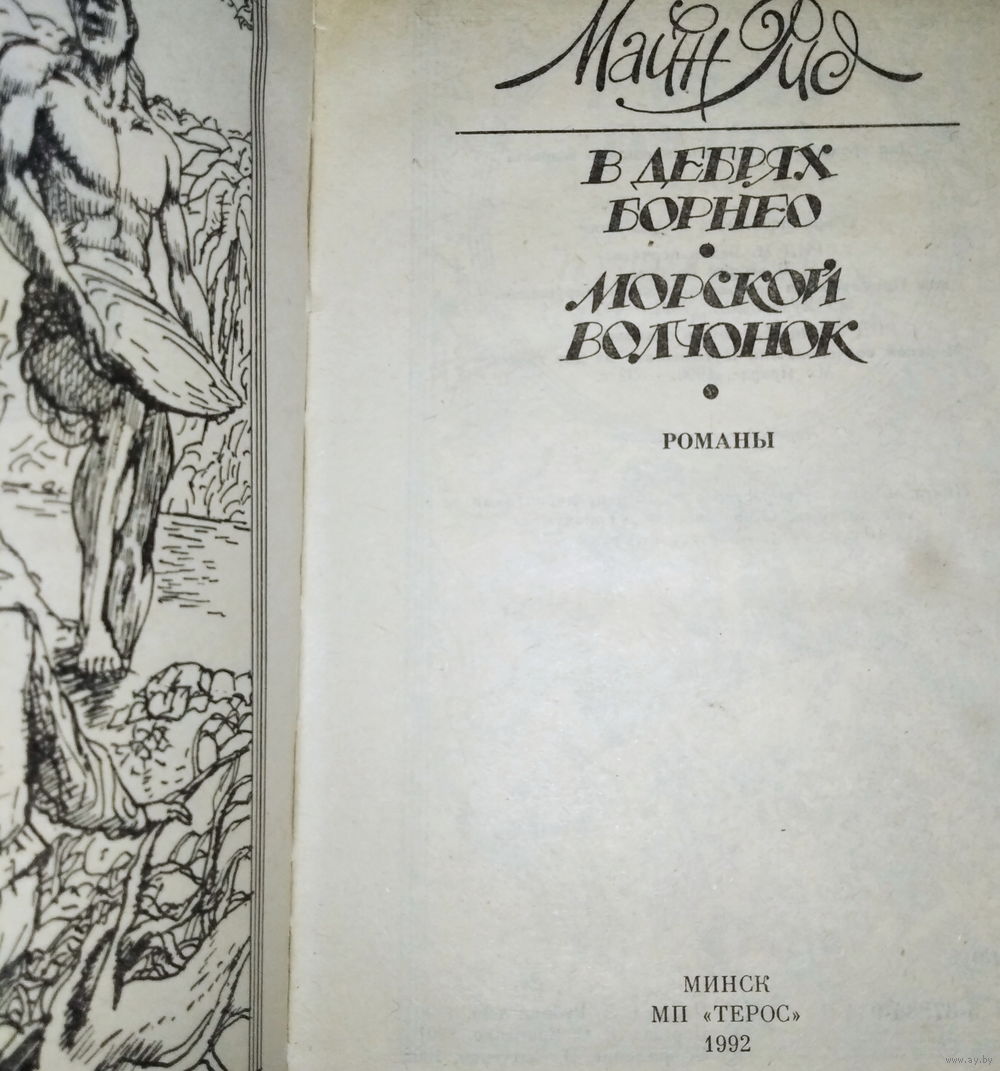 Майн Рид
В ДЕБРЯХ
БОРНЕО
•
МОРСКОЙ
ВОЛЧОНОК
•
РОМАНЫ
МИНСК
МП «ТЕРОС»
1992
www.ay.by